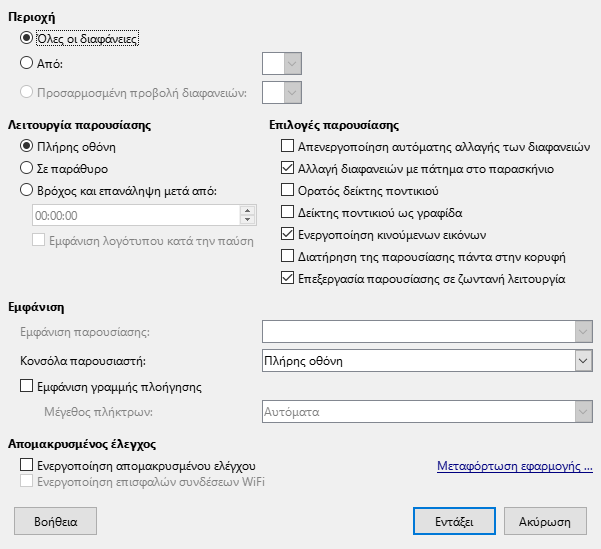 Περιοχή
Όλες οι διαφάνειες
Από:
Προσαρμοσμένη προβολή διαφανειών:
Λειτουργία παρουσίασης
Πλήρης οθόνη
Σε παράθυρο
Βρόχος και επανάληψη μετά από:
00:00:00
Εμφάνιση λογότυπου κατά την παύση
Επιλογές παρουσίασης
Απενεργοποίηση αυτόματης αλλαγής των διαφανειών
Αλλαγή διαφανειών με πάτημα στο παρασκήνιο
Ορατός δείκτης ποντικιού
Δείκτης ποντικιού ως γραφίδα
Ενεργοποίηση κινούμενων εικόνων
Διατήρηση της παρουσίασης πάντα στην κορυφή
Επεξεργασία παρουσίασης σε ζωντανή λειτουργία
Εμφάνιση
Εμφάνιση παρουσίασης:
Κονσόλα παρουσιαστή: Πλήρης οθόνη
Εμφάνιση γραμμής πλοήγησης
Μέγεθος πλήκτρων: Αυτόματα
Απομακρυσμένος έλεγχος
Ενεργοποίηση απομακρυσμένου ελέγχου Μεταφόρτωση εφαρμογής ...
Ενεργοποίηση επισφαλών συνδέσεων WiFi
Βοήθεια Εντάξει Ακύρωση